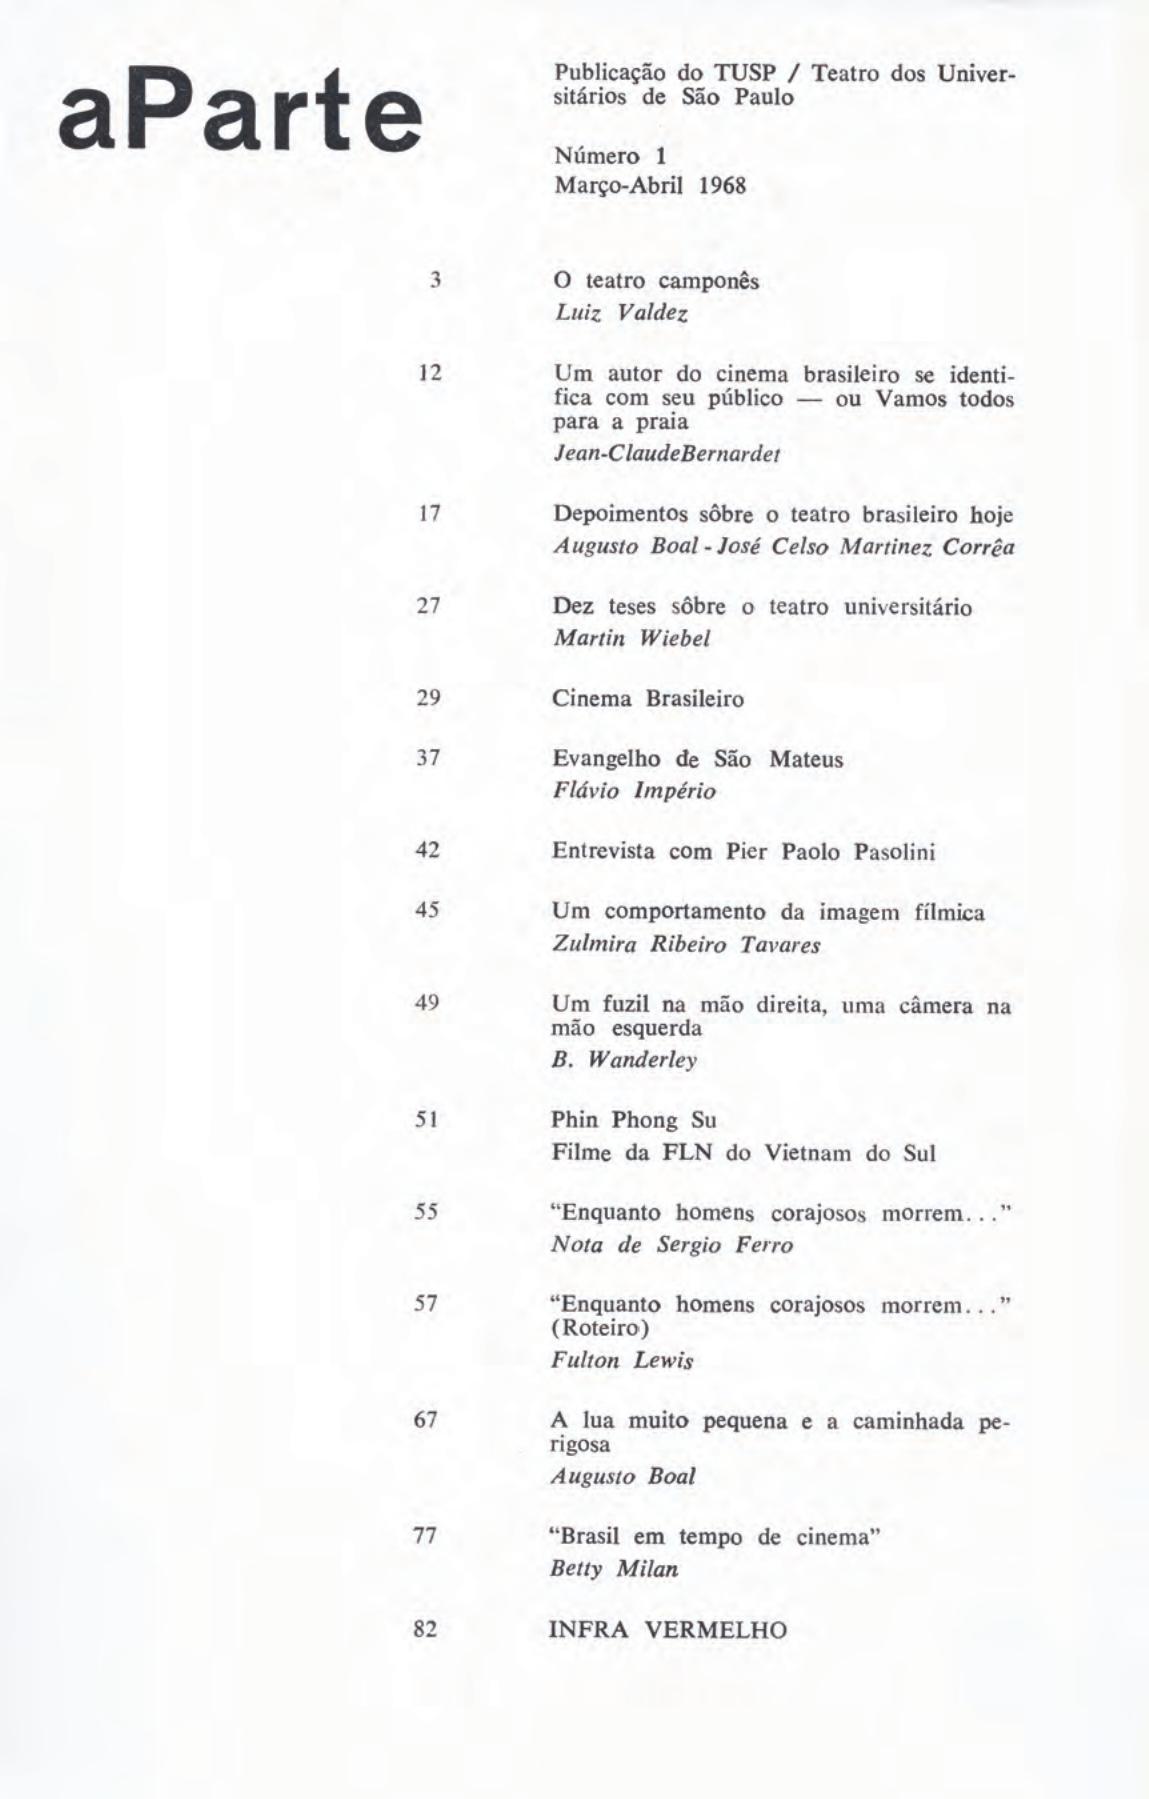 aParte
Publicação do TUSP / Teatro dos Univer-
sitários de São Paulo
Número 1
Março-Abril 1968
3
O teatro camponês
Luiz Valdez
12
Um autor do cinema brasileiro se identi-
fica com seu público — ou Vamos todos
para a praia
Jean-ClaudeBernardet
17
Depoimentos sôbre o teatro brasileiro hoje
Augusto Boal - José Celso Martinez Corrêa
27
Dez teses sôbre o teatro universitário
Martin Wiebel
29
Cinema Brasileiro
37
Evangelho de São Mateus
Flávio Império
42
Entrevista com Pier Paolo Pasolini
45
Um comportamento da imagem fílmica
Zulmira Ribeiro Tavares
49
Um fuzil na mão direita, uma câmera na
mão esquerda
B. Wanderley
51
Phin Phong Su
Filme da FLN do Vietnam do Sul
55
“Enquanto homens corajosos morrem...”
Nota de Sergio Ferro
57
“Enquanto homens corajosos morrem...”
(Roteiro)
Fulton Lewis
67
A lua muito pequena e a caminhada pe-
rigosa
Augusto Boal
77
“Brasil em tempo de cinema”
Betty Milan
82
INFRA VERMELHO